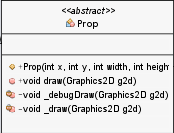 <<abstract>>
Prop
+Prop(int x, int y, int width, int heigh
+void draw(Graphics2D g2d)
-void _debugDraw(Graphics2D g2d)
-void _draw(Graphics2D g2d)